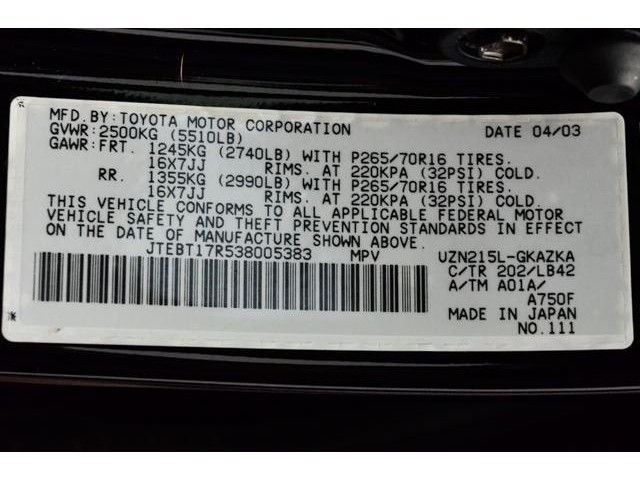 MFD.BY:TOYOTA MOTOR CORPORATION DATE 04/03
GVWR:2500KG (5510LB)
GAWR:FRT. 1245KG (2740LB) WITH P265/70R16 TIRES.
16X7JJ RIMS. AT 220KPA (32PSI) COLD.
RR. 1355KG (2990LB) WITH P265/70R16 TIRES.
16X7JJ RIMS. AT 220KPA (32PSI) COLD.
THIS VEHICLE CONFORMS TO ALL APPLICABLE FEDERAL MOTOR
VEHICLE SAFETY AND THEFT PREVENTION STANDARDS IN EFFECT
ON THE DATE OF MANUFACTURE SHOWN ABOVE.
JTEBT17R538005383 MPV UZN215L-GKAZKA
C/TR 202/LB42
A/TM A01A/
A750F
MADE IN JAPAN
NO.111